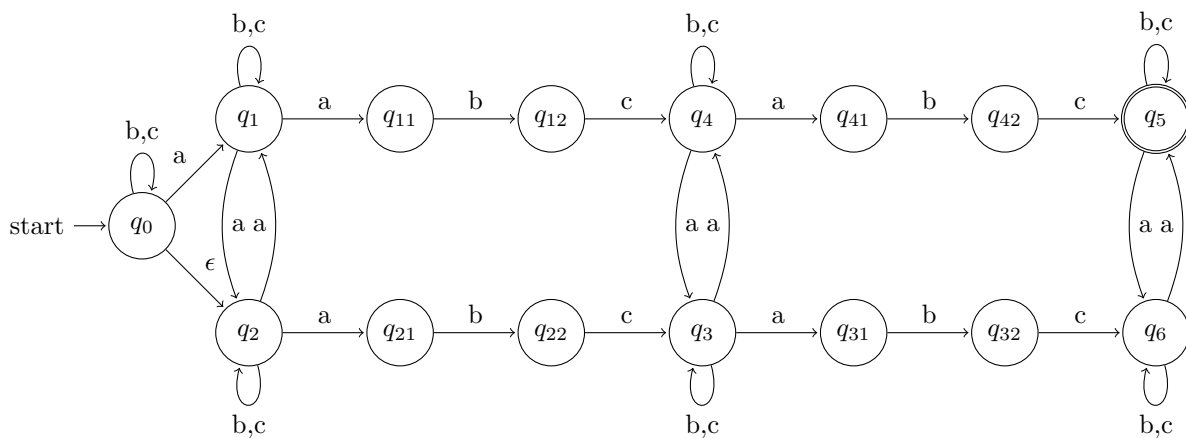 b,c b,c b,c
q₁ a q₁₁ b q₁₂ c q₄ a q₄₁ b q₄₂ c q₅
b,c a
start q₀ a a a a a a
ϵ
q₂ a q₂₁ b q₂₂ c q₃ a q₃₁ b q₃₂ c q₆
b,c b,c b,c